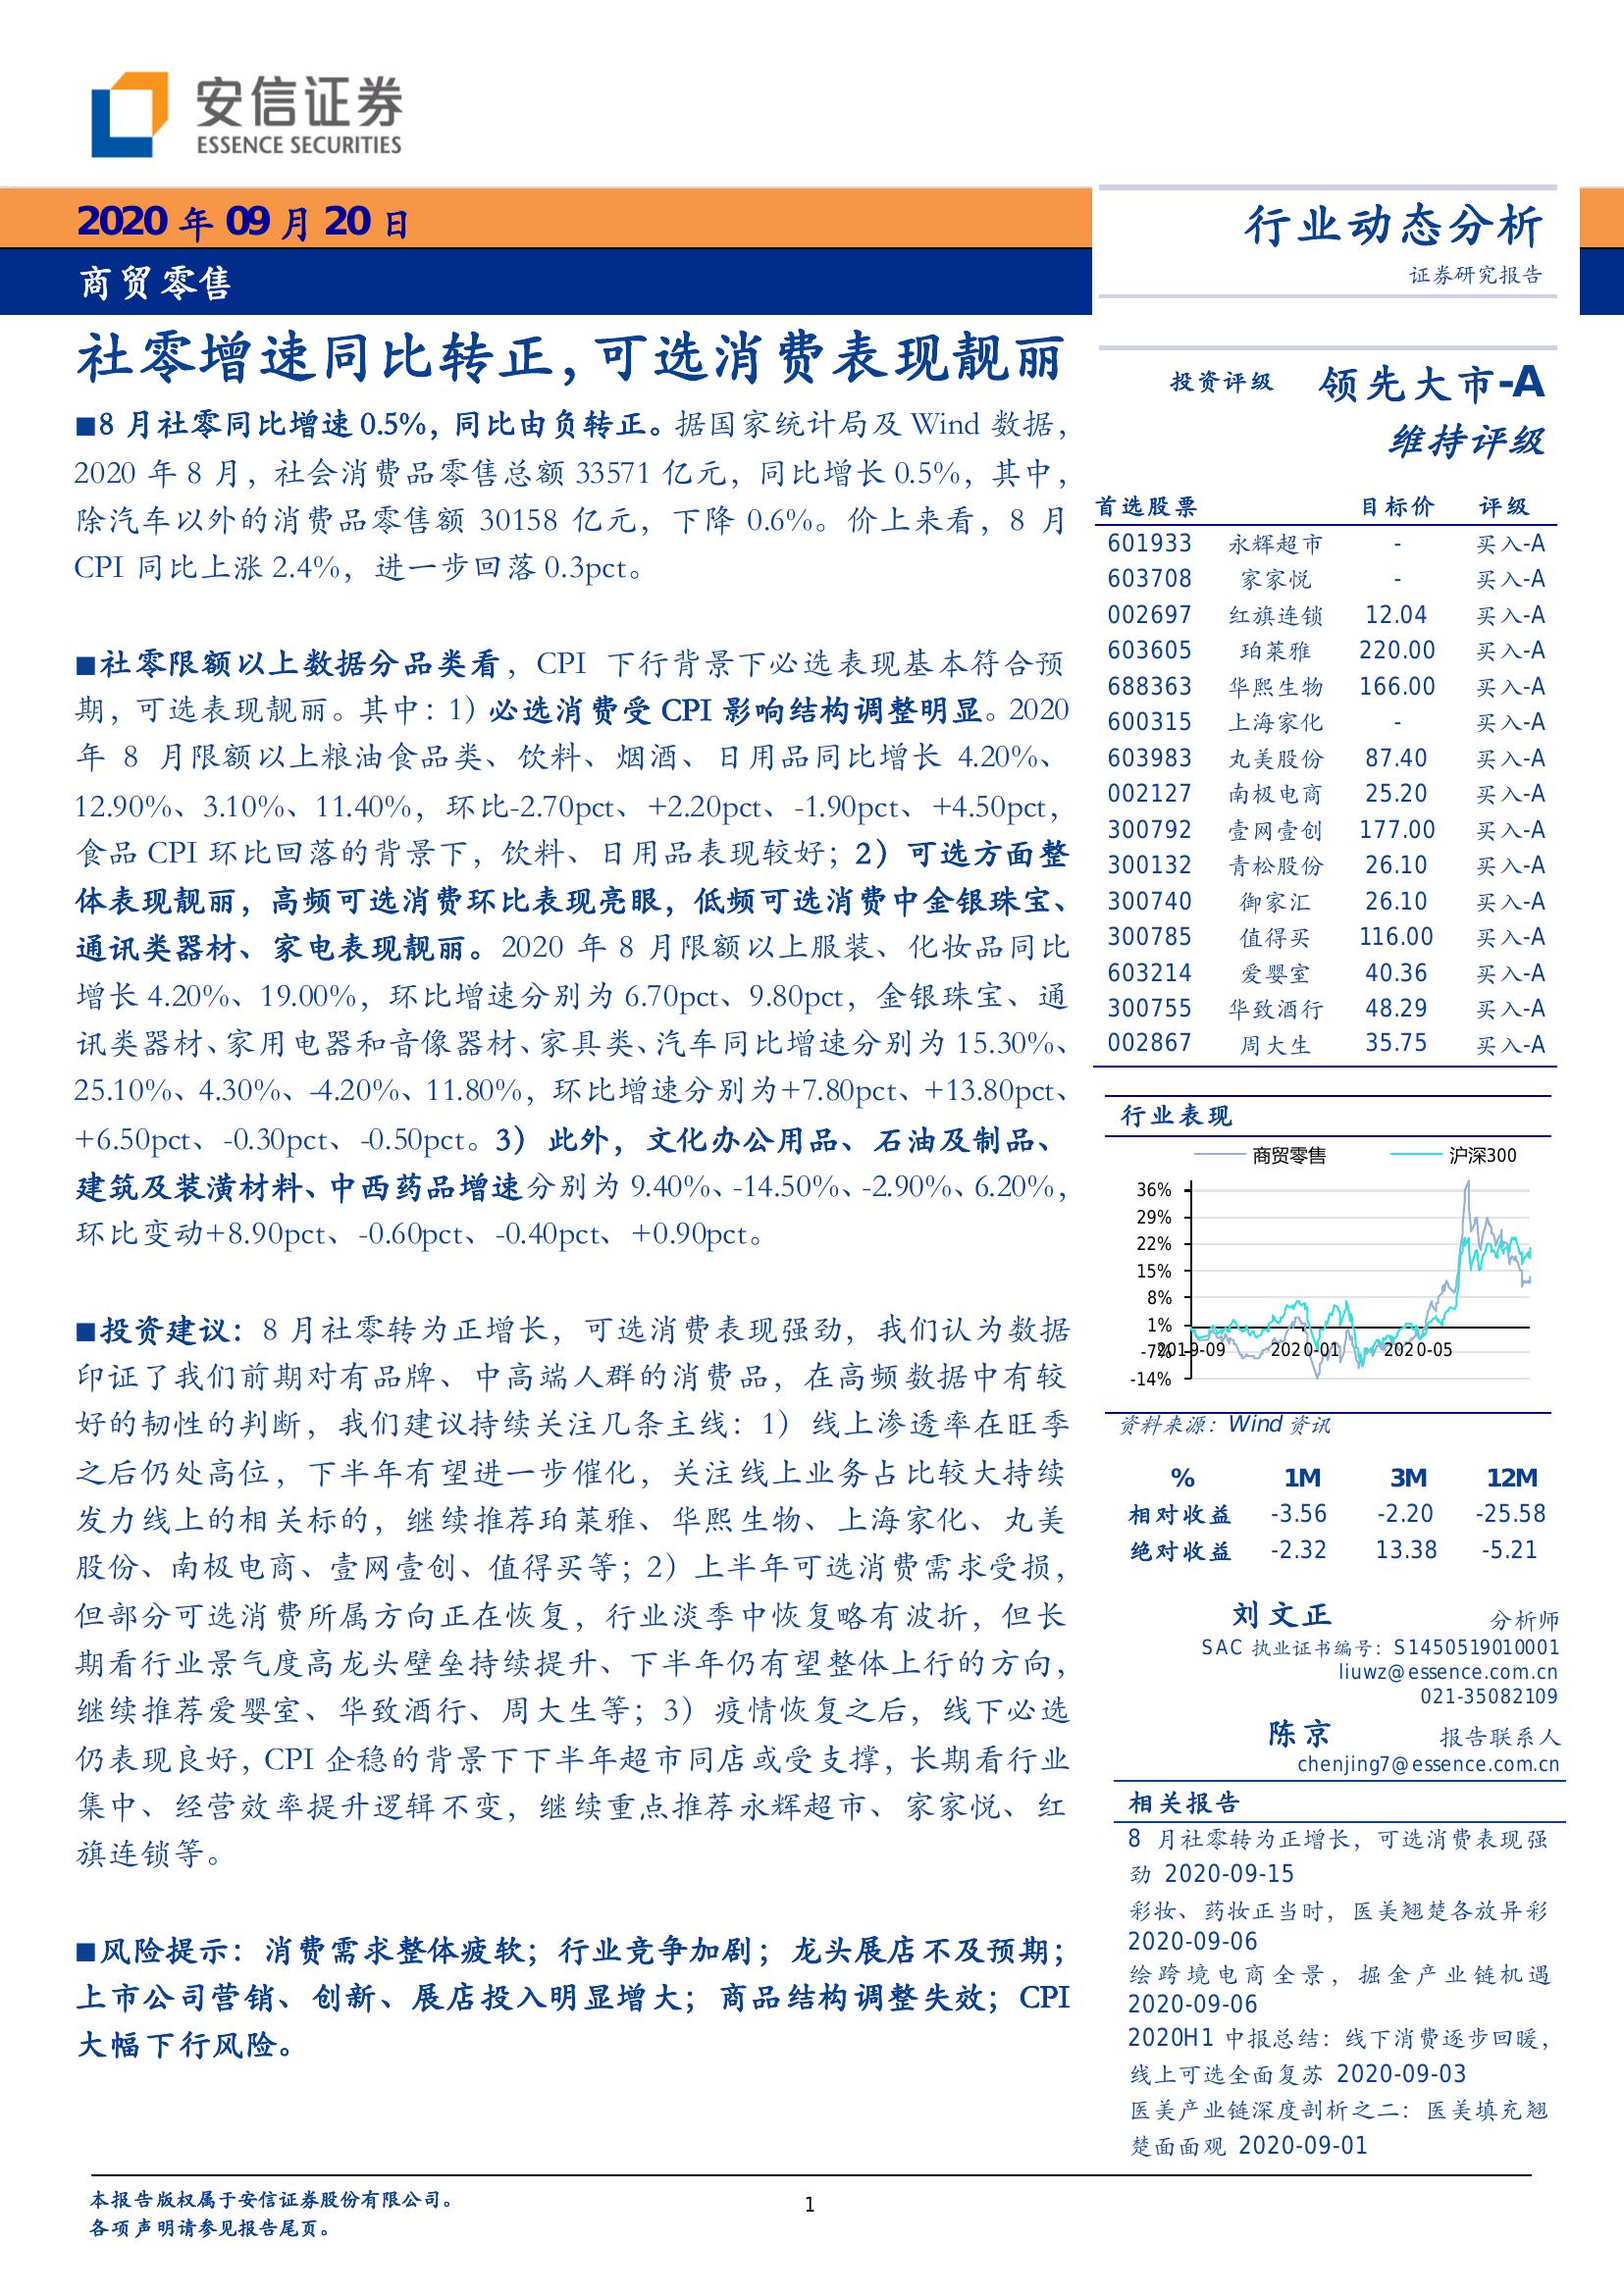 安信证券
ESSENCE SECURITIES
2020 年 09 月 20 日
商贸零售
行业动态分析
证券研究报告
社零增速同比转正，可选消费表现靓丽
■8 月社零同比增速 0.5%，同比由负转正。据国家统计局及 Wind 数据，
2020 年 8 月，社会消费品零售总额 33571 亿元，同比增长 0.5%，其中，
除汽车以外的消费品零售额 30158 亿元，下降 0.6%。价上来看，8 月
CPI 同比上涨 2.4%，进一步回落 0.3pct。
■社零限额以上数据分品类看，CPI 下行背景下必选表现基本符合预
期，可选表现靓丽。其中：1）必选消费受 CPI 影响结构调整明显。2020
年 8 月限额以上粮油食品类、饮料、烟酒、日用品同比增长 4.20%、
12.90%、3.10%、11.40%，环比-2.70pct、+2.20pct、-1.90pct、+4.50pct，
食品 CPI 环比回落的背景下，饮料、日用品表现较好；2）可选方面整
体表现靓丽，高频可选消费环比表现亮眼，低频可选消费中金银珠宝、
通讯类器材、家电表现靓丽。2020 年 8 月限额以上服装、化妆品同比
增长 4.20%、19.00%，环比增速分别为 6.70pct、9.80pct，金银珠宝、通
讯类器材、家用电器和音像器材、家具类、汽车同比增速分别为 15.30%、
25.10%、4.30%、-4.20%、11.80%，环比增速分别为+7.80pct、+13.80pct、
+6.50pct、-0.30pct、-0.50pct。3）此外，文化办公用品、石油及制品、
建筑及装潢材料、中西药品增速分别为 9.40%、-14.50%、-2.90%、6.20%，
环比变动+8.90pct、-0.60pct、-0.40pct、+0.90pct。
■投资建议：8 月社零转为正增长，可选消费表现强劲，我们认为数据
印证了我们前期对有品牌、中高端人群的消费品，在高频数据中有较
好的韧性的判断，我们建议持续关注几条主线：1）线上渗透率在旺季
之后仍处高位，下半年有望进一步催化，关注线上业务占比较大持续
发力线上的相关标的，继续推荐珀莱雅、华熙生物、上海家化、丸美
股份、南极电商、壹网壹创、值得买等；2）上半年可选消费需求受损，
但部分可选消费所属方向正在恢复，行业淡季中恢复略有波折，但长
期看行业景气度高龙头壁垒持续提升、下半年仍有望整体上行的方向，
继续推荐爱婴室、华致酒行、周大生等；3）疫情恢复之后，线下必选
仍表现良好，CPI 企稳的背景下下半年超市同店或受支撑，长期看行业
集中、经营效率提升逻辑不变，继续重点推荐永辉超市、家家悦、红
旗连锁等。
■风险提示：消费需求整体疲软；行业竞争加剧；龙头展店不及预期；
上市公司营销、创新、展店投入明显增大；商品结构调整失效；CPI
大幅下行风险。
投资评级 领先大市-A
维持评级
首选股票 目标价 评级
601933 永辉超市 - 买入-A
603708 家家悦 - 买入-A
002697 红旗连锁 12.04 买入-A
603605 珀莱雅 220.00 买入-A
688363 华熙生物 166.00 买入-A
600315 上海家化 - 买入-A
603983 丸美股份 87.40 买入-A
002127 南极电商 25.20 买入-A
300792 壹网壹创 177.00 买入-A
300132 青松股份 26.10 买入-A
300740 御家汇 26.10 买入-A
300785 值得买 116.00 买入-A
603214 爱婴室 40.36 买入-A
300755 华致酒行 48.29 买入-A
002867 周大生 35.75 买入-A
行业表现
商贸零售 沪深300
36%
29%
22%
15%
8%
1%
-7%
-14%
2019-09 2020-01 2020-05
资料来源：Wind 资讯
% 1M 3M 12M
相对收益 -3.56 -2.20 -25.58
绝对收益 -2.32 13.38 -5.21
刘文正 分析师
SAC 执业证书编号：S1450519010001
liuwz@essence.com.cn
021-35082109
陈京 报告联系人
chenjing7@essence.com.cn
相关报告
8 月社零转为正增长，可选消费表现强
劲 2020-09-15
彩妆、药妆正当时，医美翘楚各放异彩
2020-09-06
绘跨境电商全景，掘金产业链机遇
2020-09-06
2020H1 中报总结：线下消费逐步回暖，
线上可选全面复苏 2020-09-03
医美产业链深度剖析之二：医美填充翘
楚面面观 2020-09-01
本报告版权属于安信证券股份有限公司。
各项声明请参见报告尾页。
1